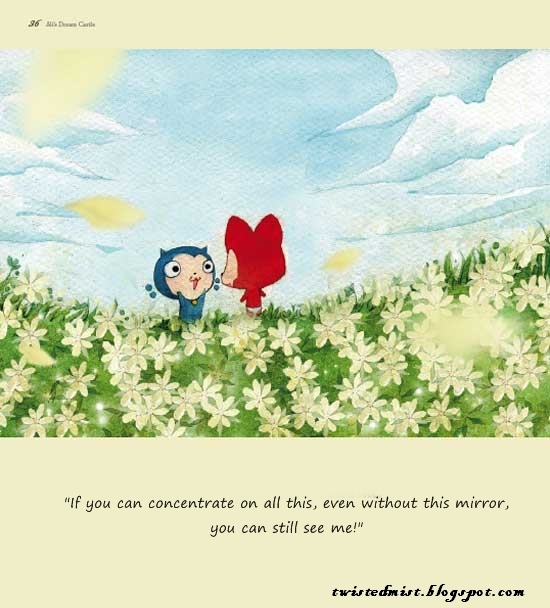 36 Ali's Dream Castle
"If you can concentrate on all this, even without this mirror,
you can still see me!"
twistedmist.blogspot.com